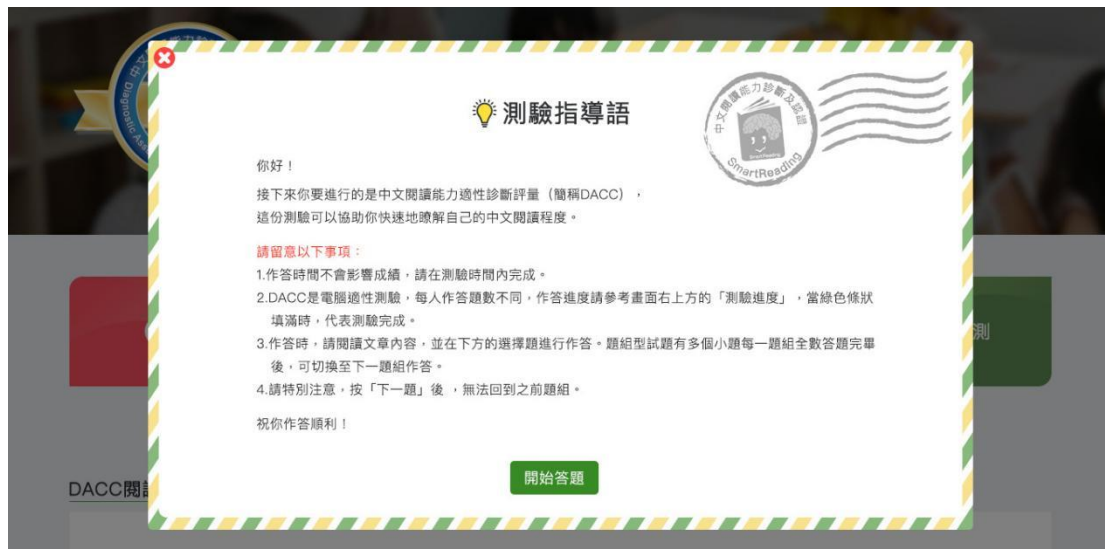 測驗指導語
中文閱讀能力診斷及認證
SmartReading
你好！
接下來你要進行的是中文閱讀能力適性診斷評量（簡稱DACC），
這份測驗可以協助你快速地瞭解自己的中文閱讀程度。
請留意以下事項：
1.作答時間不會影響成績，請在測驗時間內完成。
2.DACC是電腦適性測驗，每人作答題數不同，作答進度請參考畫面右上方的「測驗進度」，當綠色條狀
填滿時，代表測驗完成。
3.作答時，請閱讀文章內容，並在下方的選擇題進行作答。題組型試題有多個小題每一題組全數答題完畢
後，可切換至下一題組作答。
4.請特別注意，按「下一題」後 ，無法回到之前題組。
祝你作答順利！
開始答題
測
DACC閱